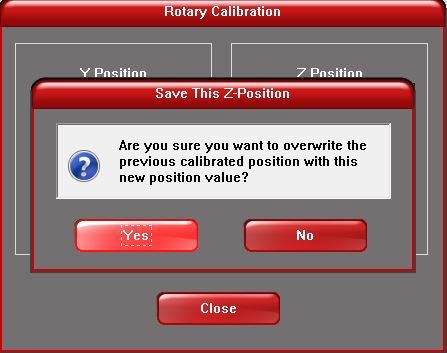 Rotary Calibration
Y Position
Z Position
Save This Z-Position
Are you sure you want to overwrite the
previous calibrated position with this
new position value?
Yes
No
Close